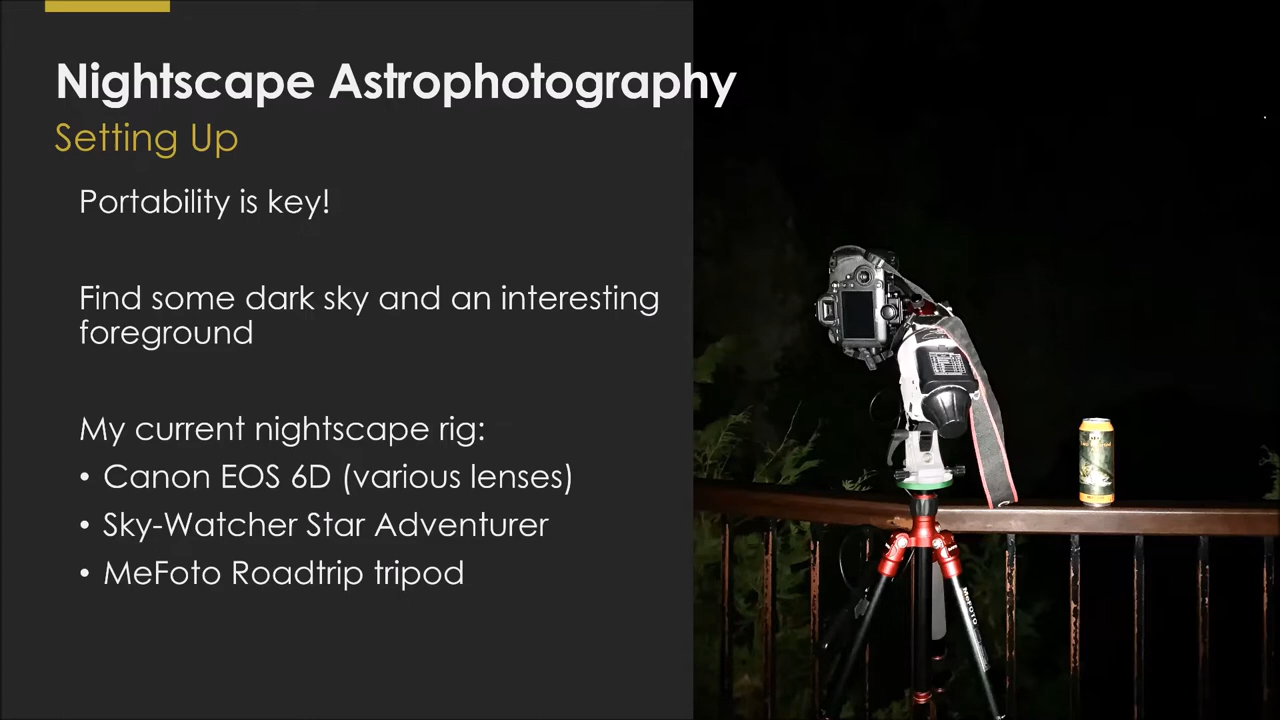 Nightscape Astrophotography
Setting Up
Portability is key!
Find some dark sky and an interesting
foreground
My current nightscape rig:
• Canon EOS 6D (various lenses)
• Sky-Watcher Star Adventurer
• MeFoto Roadtrip tripod
MeFOTO